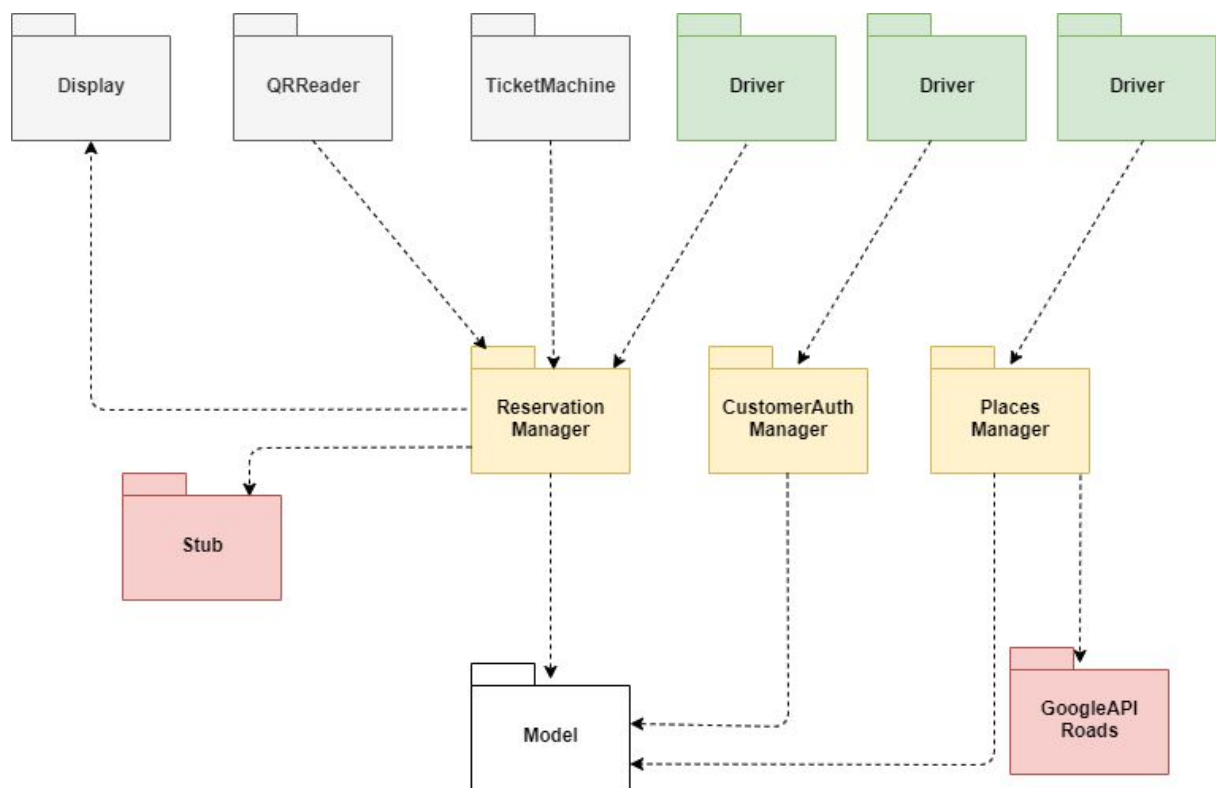 Display
QRReader
TicketMachine
Driver
Driver
Driver
Reservation
Manager
CustomerAuth
Manager
Places
Manager
Stub
Model
GoogleAPI
Roads